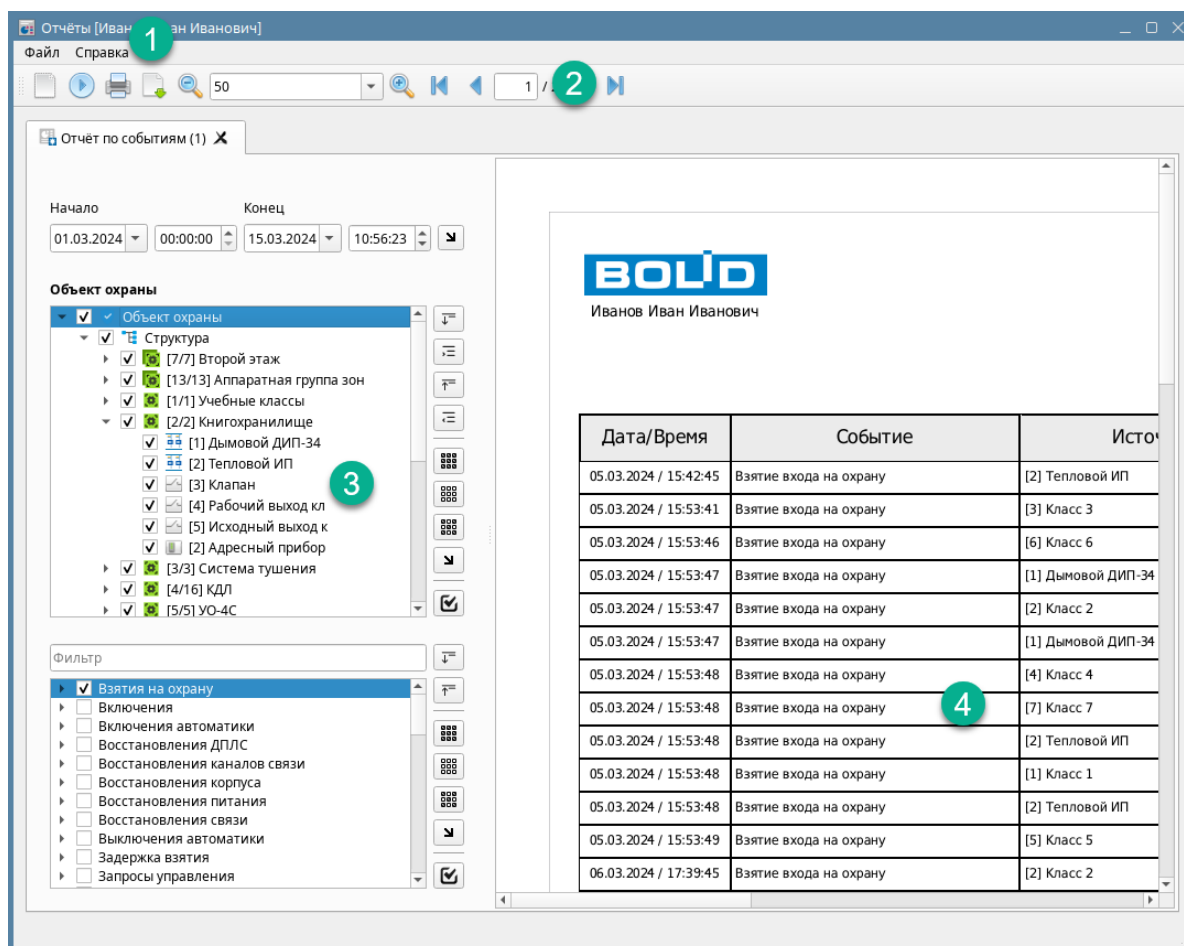 Отчёты [Иван ан Иванович]
1
Файл Справка
50 1 / 2
Отчёт по событиям (1)
Начало Конец
01.03.2024 00:00:00 15.03.2024 10:56:23
Объект охраны
Объект охраны
Структура
[7/7] Второй этаж
[13/13] Аппаратная группа зон
[1/1] Учебные классы
[2/2] Книгохранилище
[1] Дымовой ДИП-34
[2] Тепловой ИП
[3] Клапан
3
[4] Рабочий выход кл
[5] Исходный выход к
[2] Адресный прибор
[3/3] Система тушения
[4/16] КДЛ
[5/5] УО-4С
Фильтр
Взятия на охрану
Включения
Включения автоматики
Восстановления ДПЛС
Восстановления каналов связи
Восстановления корпуса
Восстановления питания
Восстановления связи
Выключения автоматики
Задержка взятия
Запросы управления
BOLID
Иванов Иван Иванович
Дата/Время Событие Источ
05.03.2024 / 15:42:45 Взятие входа на охрану [2] Тепловой ИП
05.03.2024 / 15:53:41 Взятие входа на охрану [3] Класс 3
05.03.2024 / 15:53:46 Взятие входа на охрану [6] Класс 6
05.03.2024 / 15:53:47 Взятие входа на охрану [1] Дымовой ДИП-34
05.03.2024 / 15:53:47 Взятие входа на охрану [2] Класс 2
05.03.2024 / 15:53:47 Взятие входа на охрану [1] Дымовой ДИП-34
05.03.2024 / 15:53:48 Взятие входа на охрану [4] Класс 4
05.03.2024 / 15:53:48 Взятие входа на охрану 4 [7] Класс 7
05.03.2024 / 15:53:48 Взятие входа на охрану [2] Тепловой ИП
05.03.2024 / 15:53:48 Взятие входа на охрану [1] Класс 1
05.03.2024 / 15:53:48 Взятие входа на охрану [2] Тепловой ИП
05.03.2024 / 15:53:49 Взятие входа на охрану [5] Класс 5
06.03.2024 / 17:39:45 Взятие входа на охрану [2] Класс 2